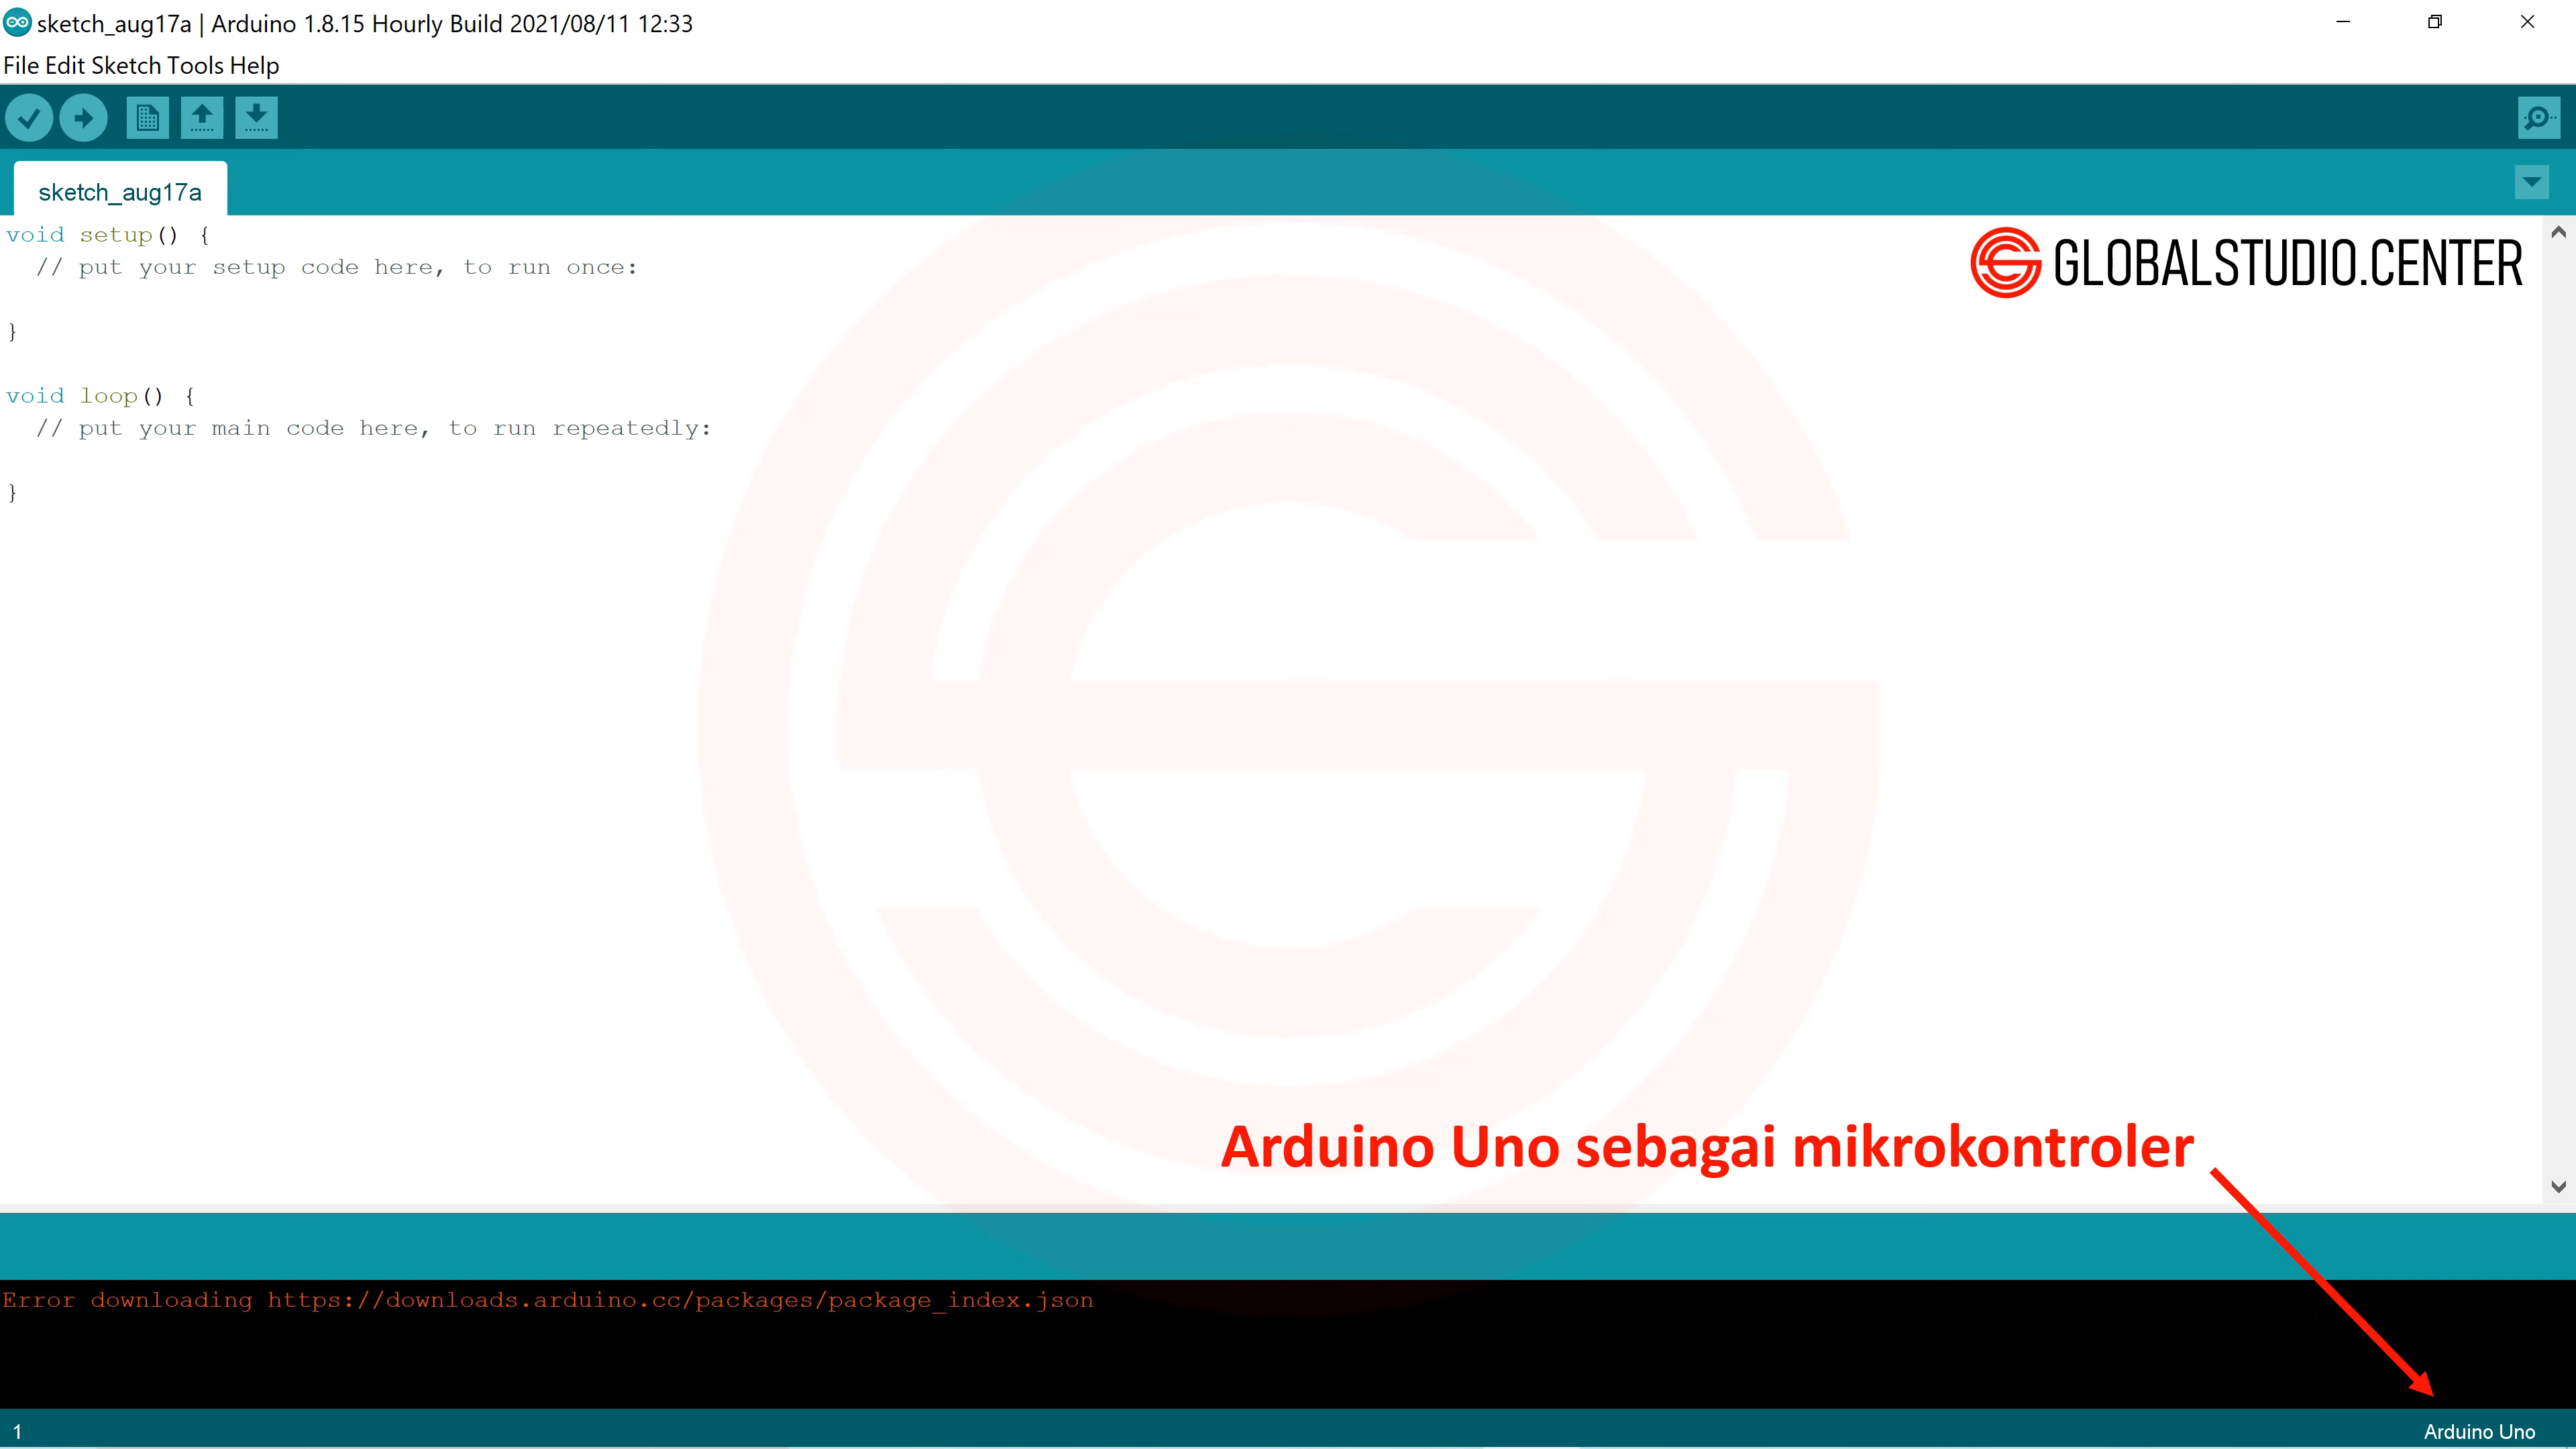 sketch_aug17a | Arduino 1.8.15 Hourly Build 2021/08/11 12:33
File Edit Sketch Tools Help
sketch_aug17a
void setup() {
  // put your setup code here, to run once:
}
void loop() {
  // put your main code here, to run repeatedly:
}
GLOBALSTUDIO.CENTER
Arduino Uno sebagai mikrokontroler
Error downloading https://downloads.arduino.cc/packages/package_index.json
1
Arduino Uno